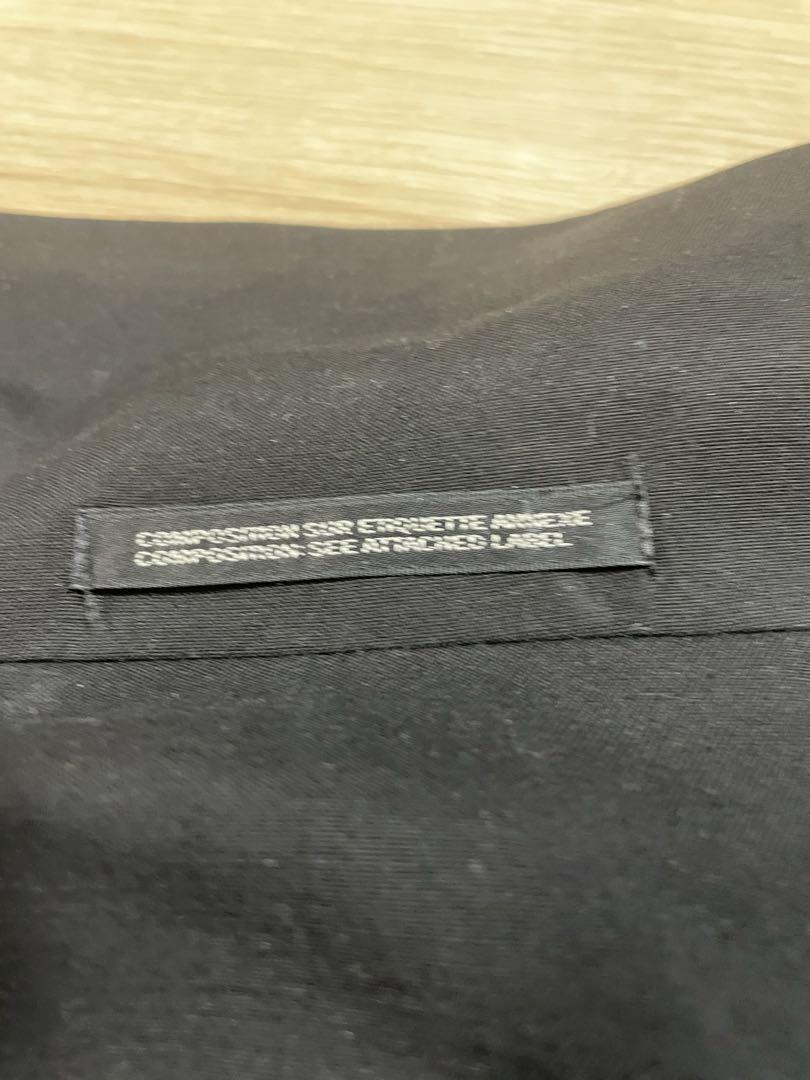 COMPOSITION SUR ETIQUETTE ANNEXE
COMPOSITION: SEE ATTACHED LABEL